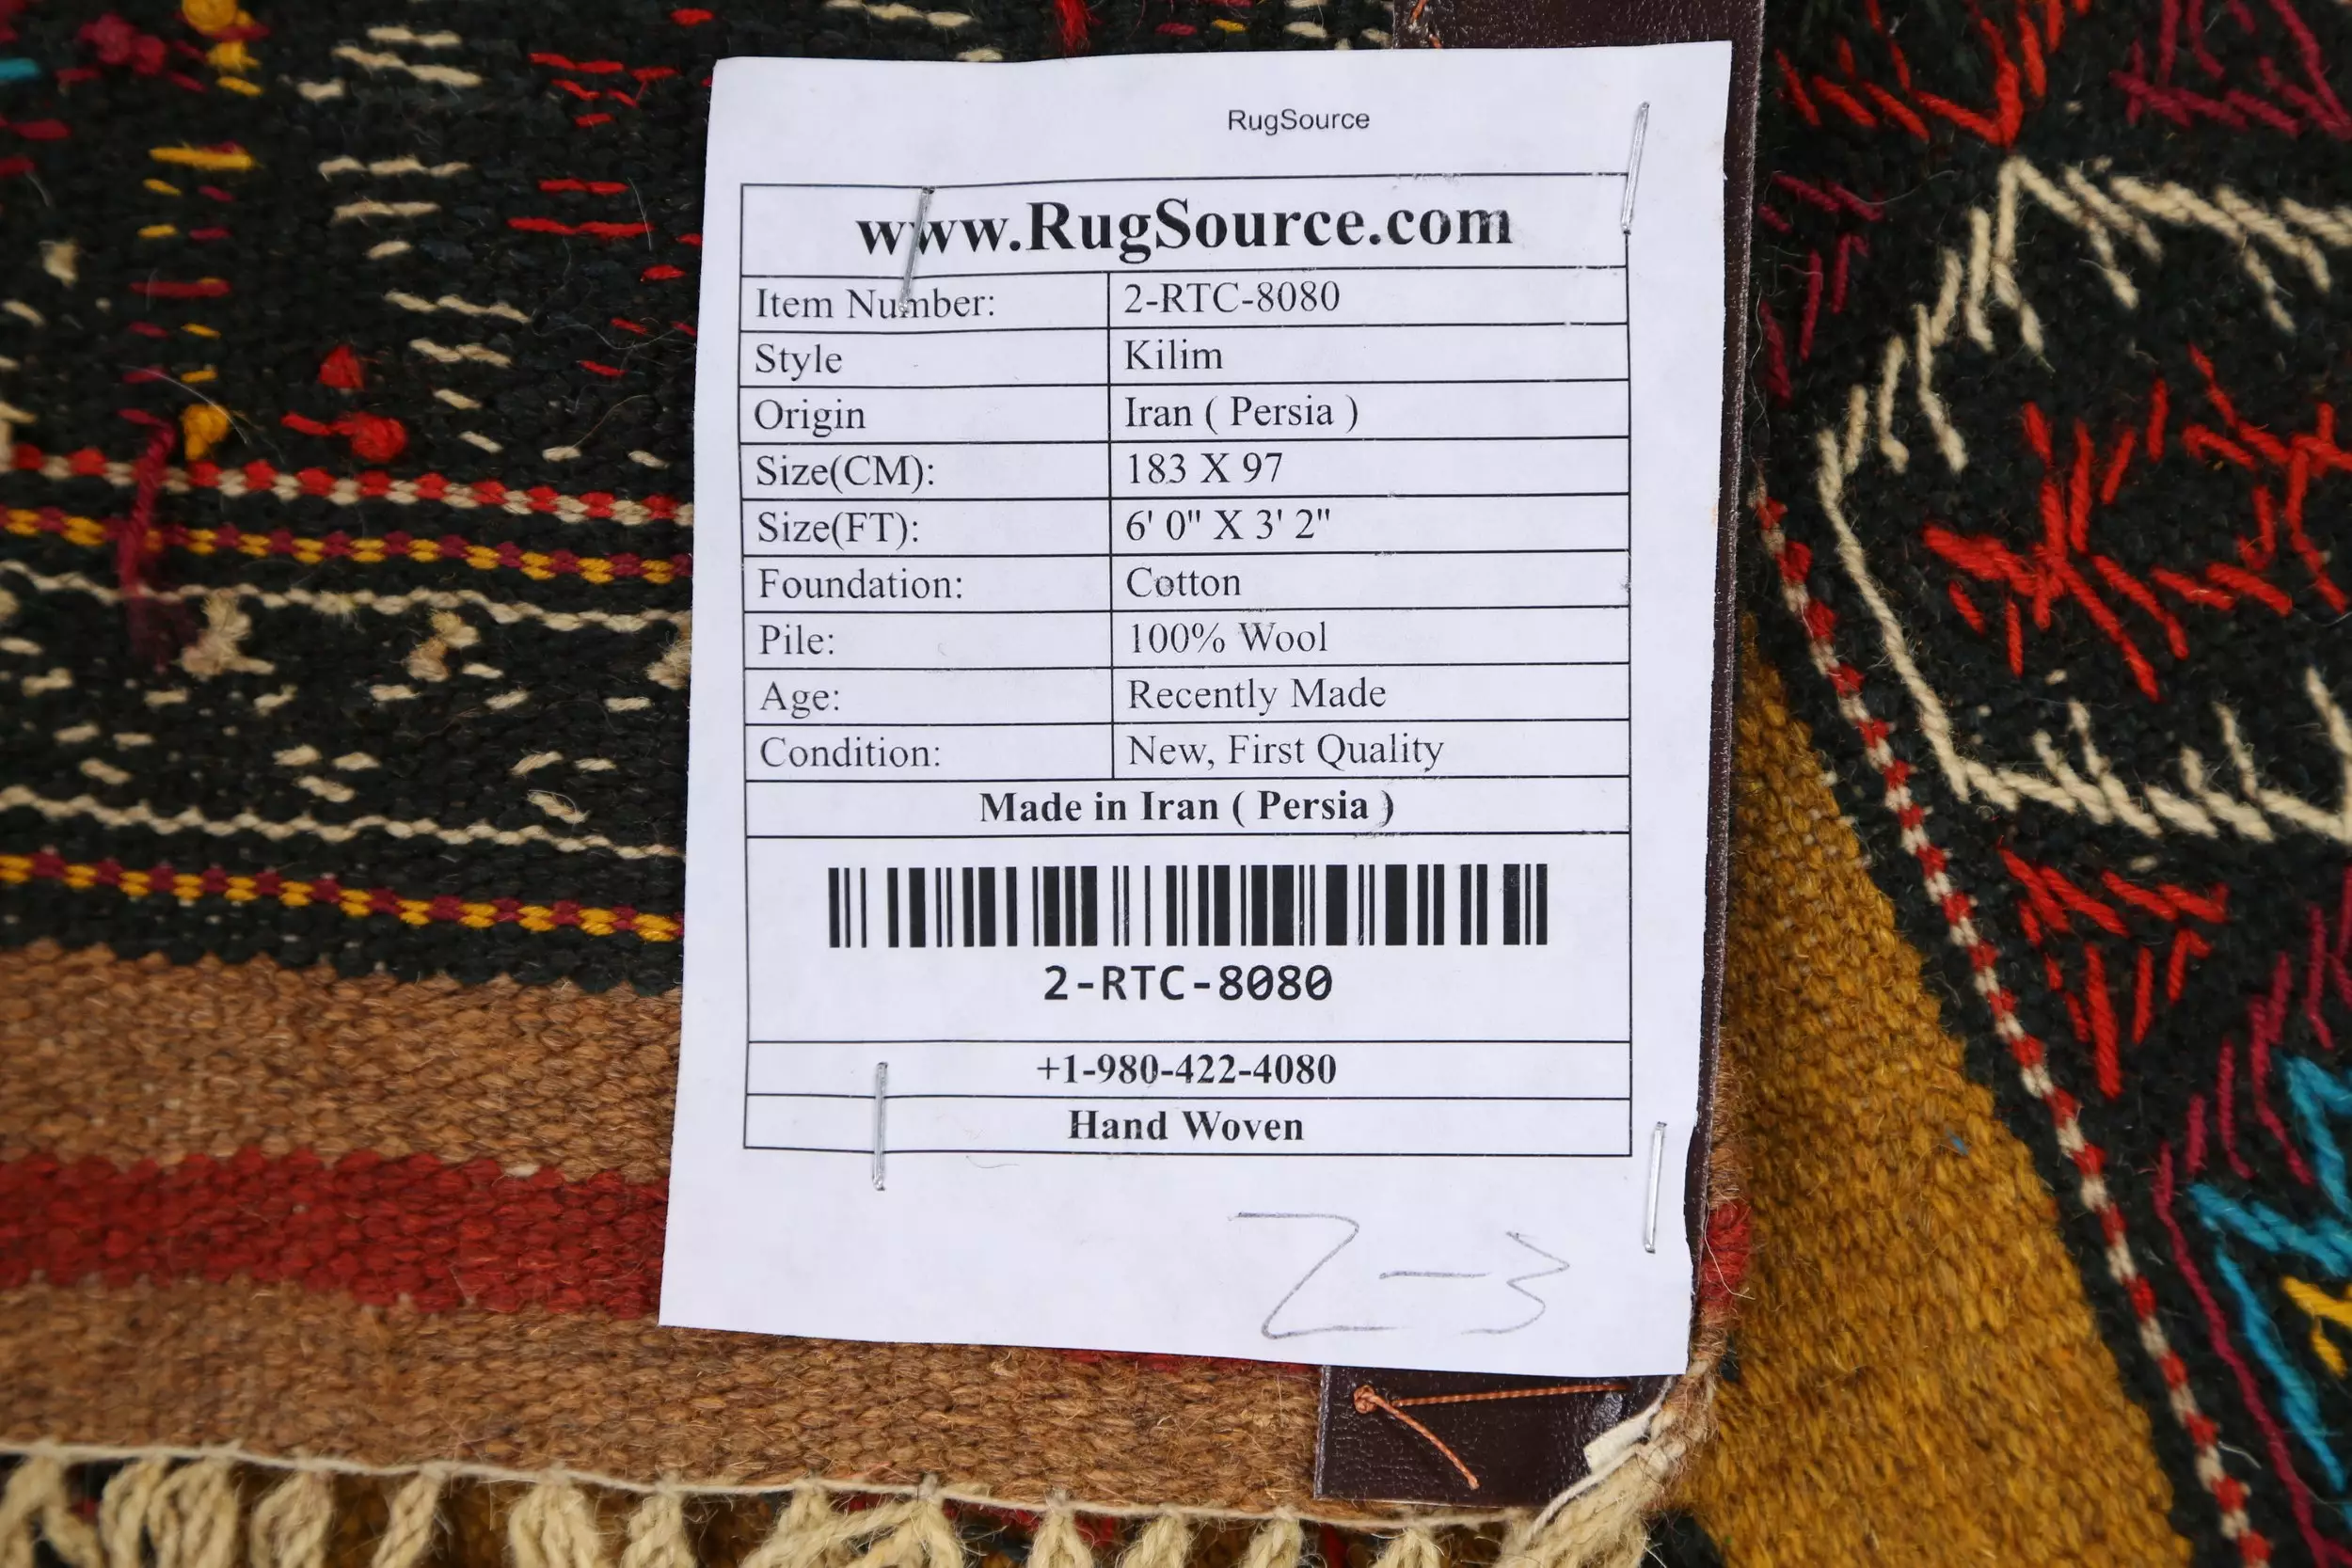 RugSource
www.RugSource.com
Item Number: 2-RTC-8080
Style Kilim
Origin Iran ( Persia )
Size(CM): 183 X 97
Size(FT): 6' 0" X 3' 2"
Foundation: Cotton
Pile: 100% Wool
Age: Recently Made
Condition: New, First Quality
Made in Iran ( Persia )
2-RTC-8080
+1-980-422-4080
Hand Woven
Z-3